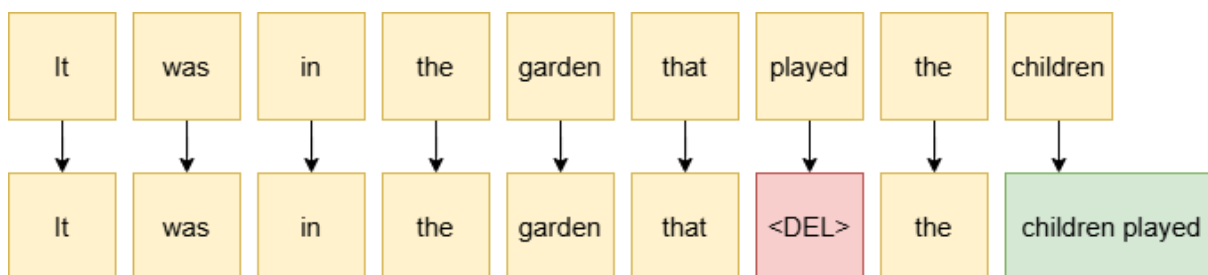 It was in the garden that played the children
It was in the garden that <DEL> the children played